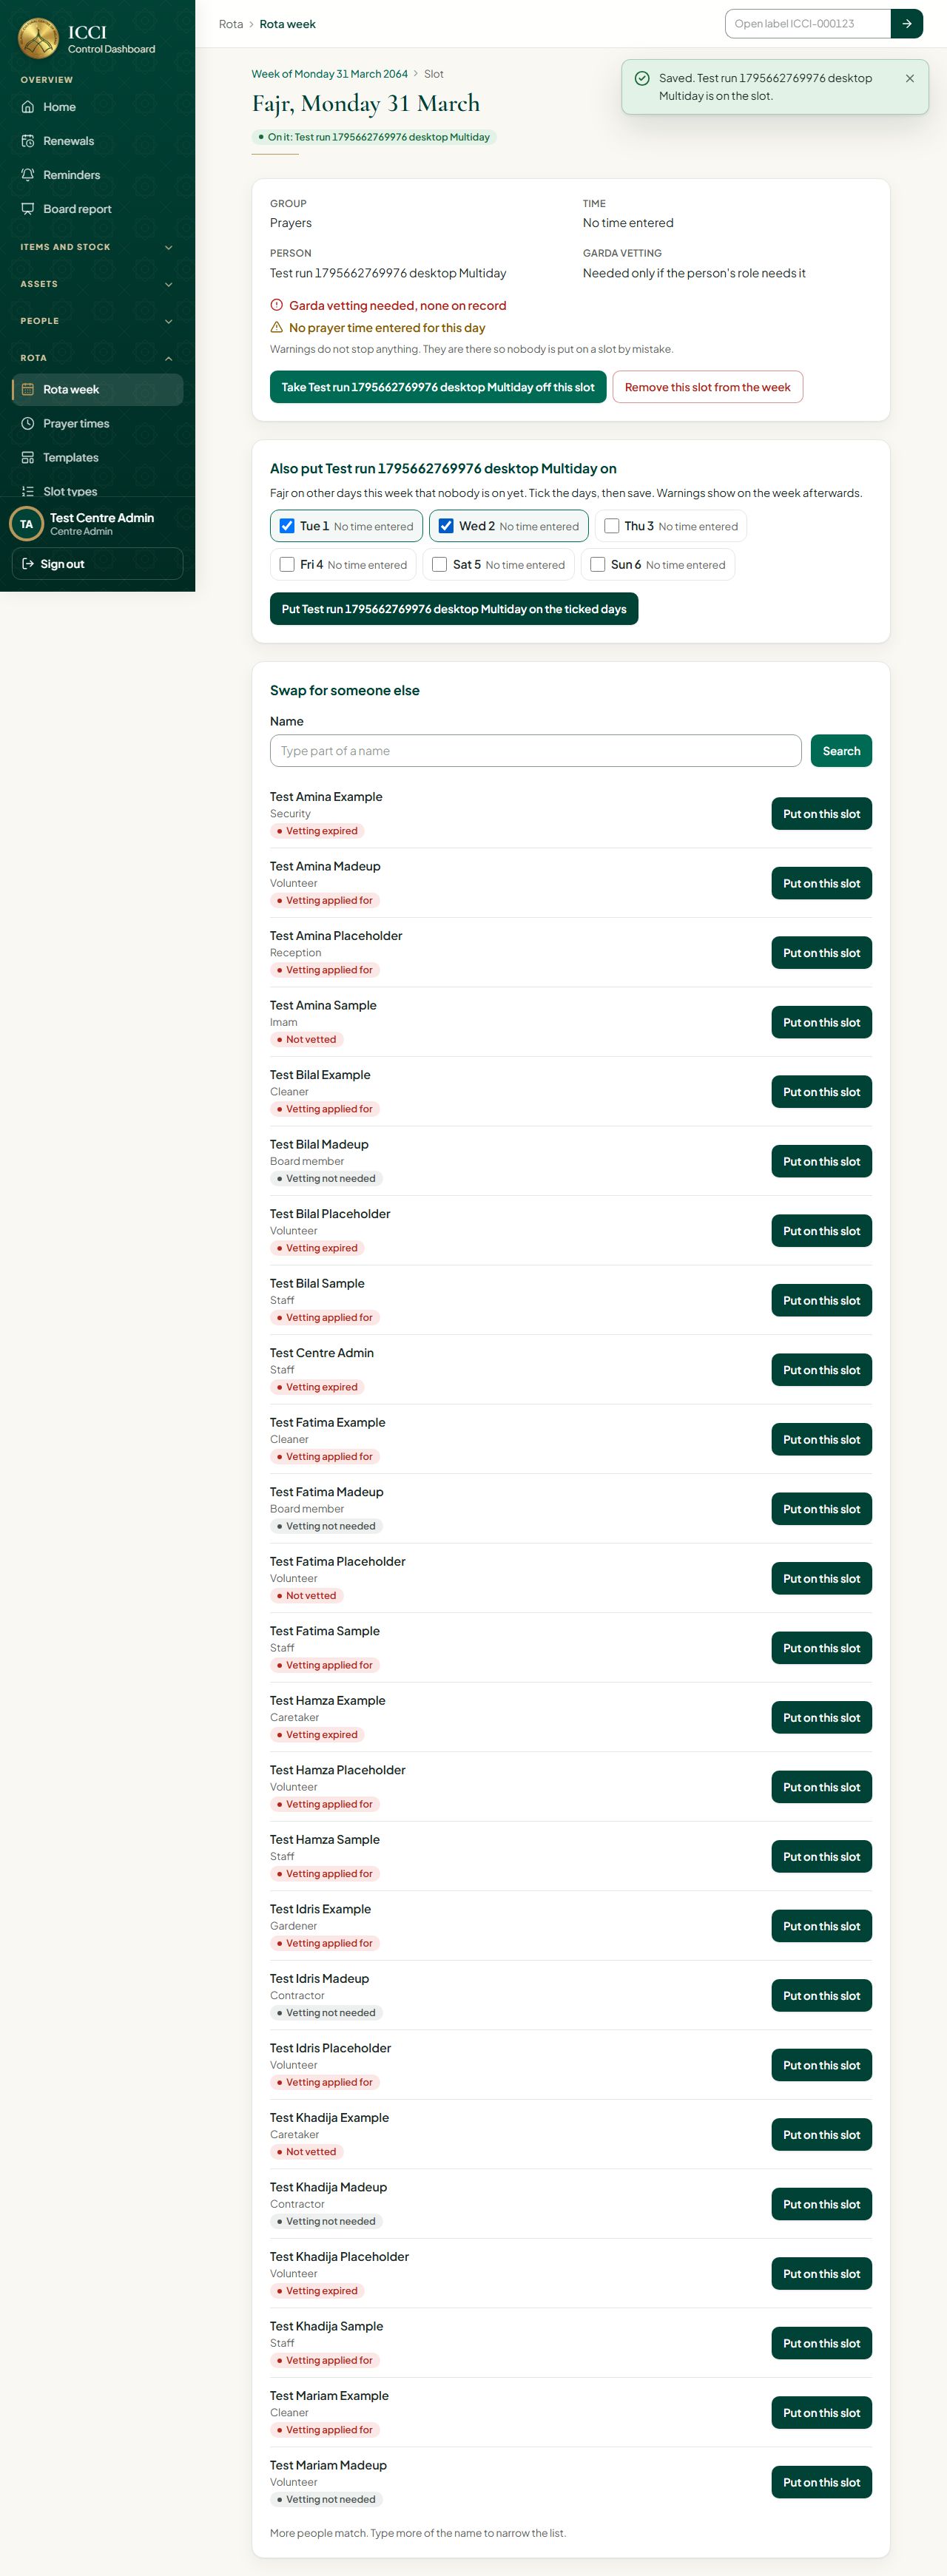 ICCI
Control Dashboard
OVERVIEW
Home
Renewals
Reminders
Board report
ITEMS AND STOCK
ASSETS
PEOPLE
ROTA
Rota week
Prayer times
Templates
Slot types
TA
Test Centre Admin
Centre Admin
Sign out
Rota > Rota week
Open label ICCI-000123
Saved. Test run 1795662769976 desktop
Multiday is on the slot.
Week of Monday 31 March 2064 > Slot
Fajr, Monday 31 March
On it: Test run 1795662769976 desktop Multiday
GROUP
Prayers
TIME
No time entered
PERSON
Test run 1795662769976 desktop Multiday
GARDA VETTING
Needed only if the person's role needs it
Garda vetting needed, none on record
No prayer time entered for this day
Warnings do not stop anything. They are there so nobody is put on a slot by mistake.
Take Test run 1795662769976 desktop Multiday off this slot
Remove this slot from the week
Also put Test run 1795662769976 desktop Multiday on
Fajr on other days this week that nobody is on yet. Tick the days, then save. Warnings show on the week afterwards.
Tue 1 No time entered
Wed 2 No time entered
Thu 3 No time entered
Fri 4 No time entered
Sat 5 No time entered
Sun 6 No time entered
Put Test run 1795662769976 desktop Multiday on the ticked days
Swap for someone else
Name
Type part of a name
Search
Test Amina Example
Security
Vetting expired
Put on this slot
Test Amina Madeup
Volunteer
Vetting applied for
Put on this slot
Test Amina Placeholder
Reception
Vetting applied for
Put on this slot
Test Amina Sample
Imam
Not vetted
Put on this slot
Test Bilal Example
Cleaner
Vetting applied for
Put on this slot
Test Bilal Madeup
Board member
Vetting not needed
Put on this slot
Test Bilal Placeholder
Volunteer
Vetting expired
Put on this slot
Test Bilal Sample
Staff
Vetting applied for
Put on this slot
Test Centre Admin
Staff
Vetting expired
Put on this slot
Test Fatima Example
Cleaner
Vetting applied for
Put on this slot
Test Fatima Madeup
Board member
Vetting not needed
Put on this slot
Test Fatima Placeholder
Volunteer
Not vetted
Put on this slot
Test Fatima Sample
Staff
Vetting applied for
Put on this slot
Test Hamza Example
Caretaker
Vetting expired
Put on this slot
Test Hamza Placeholder
Volunteer
Vetting applied for
Put on this slot
Test Hamza Sample
Staff
Vetting applied for
Put on this slot
Test Idris Example
Gardener
Vetting applied for
Put on this slot
Test Idris Madeup
Contractor
Vetting not needed
Put on this slot
Test Idris Placeholder
Volunteer
Vetting applied for
Put on this slot
Test Khadija Example
Caretaker
Not vetted
Put on this slot
Test Khadija Madeup
Contractor
Vetting not needed
Put on this slot
Test Khadija Placeholder
Volunteer
Vetting expired
Put on this slot
Test Khadija Sample
Staff
Vetting applied for
Put on this slot
Test Mariam Example
Cleaner
Vetting applied for
Put on this slot
Test Mariam Madeup
Volunteer
Vetting not needed
Put on this slot
More people match. Type more of the name to narrow the list.